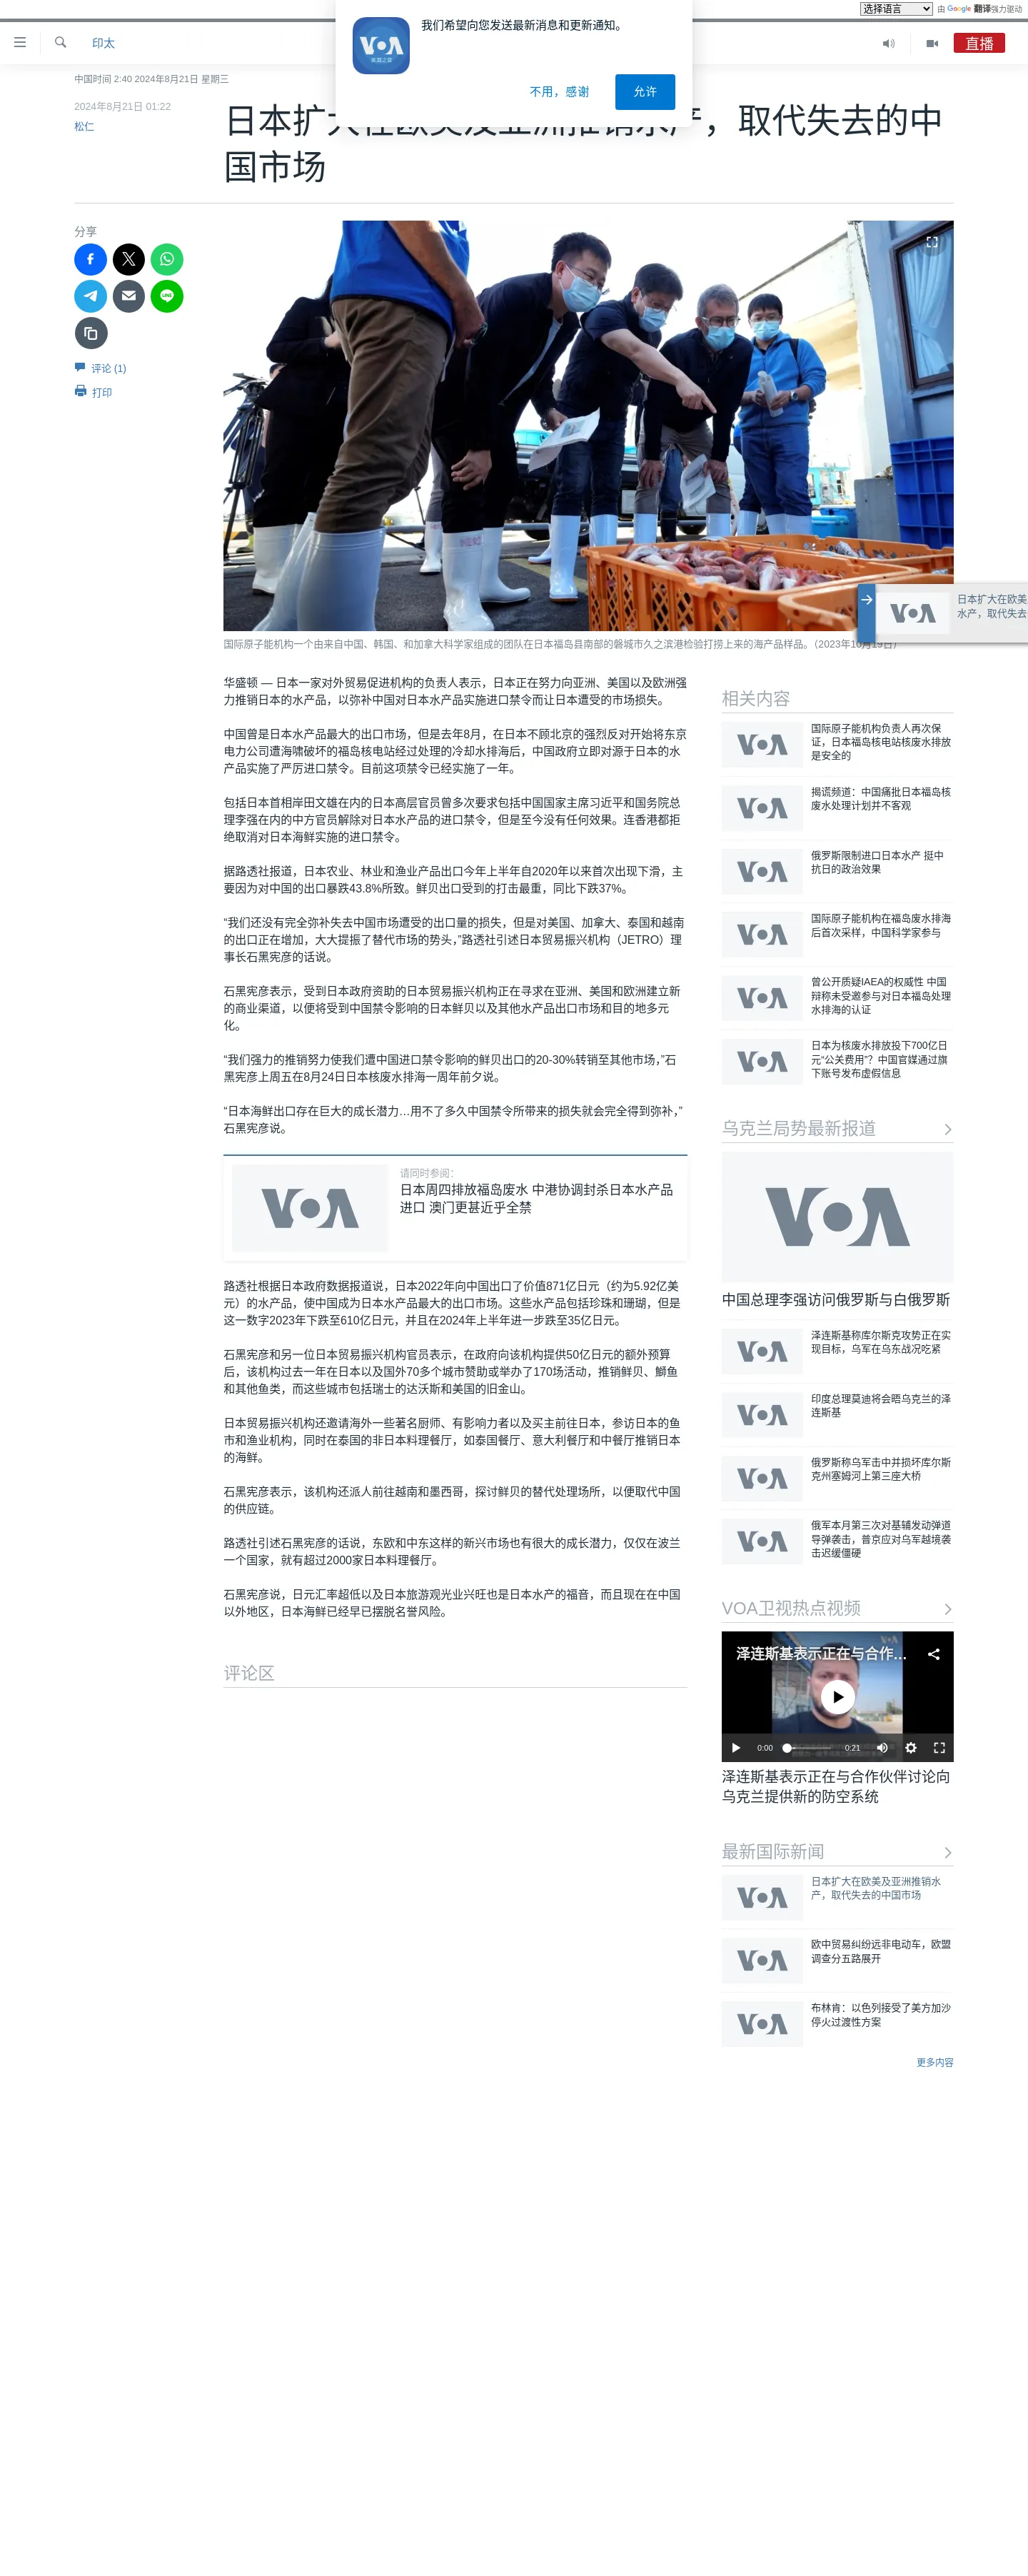 选择语言 由 Google 翻译强力驱动
印太
直播
VOA
美国之音
我们希望向您发送最新消息和更新通知。
不用，感谢
允许
中国时间 2:40 2024年8月21日 星期三
2024年8月21日 01:22
松仁
日本扩大在欧美及亚洲推销水产，取代失去的中
国市场
分享
评论 (1)
打印
VOA
日本扩大在欧美
水产，取代失去
国际原子能机构一个由来自中国、韩国、和加拿大科学家组成的团队在日本福岛县南部的磐城市久之滨港检验打捞上来的海产品样品。（2023年10月19日）
华盛顿 — 日本一家对外贸易促进机构的负责人表示，日本正在努力向亚洲、美国以及欧洲强
力推销日本的水产品，以弥补中国对日本水产品实施进口禁令而让日本遭受的市场损失。
中国曾是日本水产品最大的出口市场，但是去年8月，在日本不顾北京的强烈反对开始将东京
电力公司遭海啸破坏的福岛核电站经过处理的冷却水排海后，中国政府立即对源于日本的水
产品实施了严厉进口禁令。目前这项禁令已经实施了一年。
包括日本首相岸田文雄在内的日本高层官员曾多次要求包括中国国家主席习近平和国务院总
理李强在内的中方官员解除对日本水产品的进口禁令，但是至今没有任何效果。连香港都拒
绝取消对日本海鲜实施的进口禁令。
据路透社报道，日本农业、林业和渔业产品出口今年上半年自2020年以来首次出现下滑，主
要因为对中国的出口暴跌43.8%所致。鲜贝出口受到的打击最重，同比下跌37%。
“我们还没有完全弥补失去中国市场遭受的出口量的损失，但是对美国、加拿大、泰国和越南
的出口正在增加，大大提振了替代市场的势头，”路透社引述日本贸易振兴机构（JETRO）理
事长石黑宪彦的话说。
石黑宪彦表示，受到日本政府资助的日本贸易振兴机构正在寻求在亚洲、美国和欧洲建立新
的商业渠道，以便将受到中国禁令影响的日本鲜贝以及其他水产品出口市场和目的地多元
化。
“我们强力的推销努力使我们遭中国进口禁令影响的鲜贝出口的20-30%转销至其他市场，”石
黑宪彦上周五在8月24日日本核废水排海一周年前夕说。
“日本海鲜出口存在巨大的成长潜力…用不了多久中国禁令所带来的损失就会完全得到弥补，”
石黑宪彦说。
VOA
请同时参阅：
日本周四排放福岛废水 中港协调封杀日本水产品
进口 澳门更甚近乎全禁
路透社根据日本政府数据报道说，日本2022年向中国出口了价值871亿日元（约为5.92亿美
元）的水产品，使中国成为日本水产品最大的出口市场。这些水产品包括珍珠和珊瑚，但是
这一数字2023年下跌至610亿日元，并且在2024年上半年进一步跌至35亿日元。
石黑宪彦和另一位日本贸易振兴机构官员表示，在政府向该机构提供50亿日元的额外预算
后，该机构过去一年在日本以及国外70多个城市赞助或举办了170场活动，推销鲜贝、鰤鱼
和其他鱼类，而这些城市包括瑞士的达沃斯和美国的旧金山。
日本贸易振兴机构还邀请海外一些著名厨师、有影响力者以及买主前往日本，参访日本的鱼
市和渔业机构，同时在泰国的非日本料理餐厅，如泰国餐厅、意大利餐厅和中餐厅推销日本
的海鲜。
石黑宪彦表示，该机构还派人前往越南和墨西哥，探讨鲜贝的替代处理场所，以便取代中国
的供应链。
路透社引述石黑宪彦的话说，东欧和中东这样的新兴市场也有很大的成长潜力，仅仅在波兰
一个国家，就有超过2000家日本料理餐厅。
石黑宪彦说，日元汇率超低以及日本旅游观光业兴旺也是日本水产的福音，而且现在在中国
以外地区，日本海鲜已经早已摆脱名誉风险。
评论区
相关内容
VOA
国际原子能机构负责人再次保
证，日本福岛核电站核废水排放
是安全的
VOA
揭谎频道：中国痛批日本福岛核
废水处理计划并不客观
VOA
俄罗斯限制进口日本水产 挺中
抗日的政治效果
VOA
国际原子能机构在福岛废水排海
后首次采样，中国科学家参与
VOA
曾公开质疑IAEA的权威性 中国
辩称未受邀参与对日本福岛处理
水排海的认证
VOA
日本为核废水排放投下700亿日
元“公关费用”？中国官媒通过旗
下账号发布虚假信息
乌克兰局势最新报道
VOA
中国总理李强访问俄罗斯与白俄罗斯
VOA
泽连斯基称库尔斯克攻势正在实
现目标，乌军在乌东战况吃紧
VOA
印度总理莫迪将会晤乌克兰的泽
连斯基
VOA
俄罗斯称乌军击中并损坏库尔斯
克州塞姆河上第三座大桥
VOA
俄军本月第三次对基辅发动弹道
导弹袭击，普京应对乌军越境袭
击迟缓僵硬
VOA卫视热点视频
VOA
泽连斯基表示正在与合作…
0:00
0:21
泽连斯基表示正在与合作伙伴讨论向
乌克兰提供新的防空系统
最新国际新闻
VOA
日本扩大在欧美及亚洲推销水
产，取代失去的中国市场
VOA
欧中贸易纠纷远非电动车，欧盟
调查分五路展开
VOA
布林肯：以色列接受了美方加沙
停火过渡性方案
更多内容